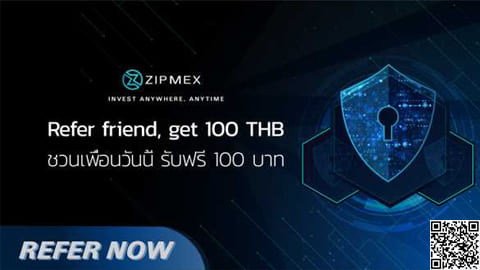 ZIPMEX
INVEST ANYWHERE, ANYTIME
Refer friend, get 100 THB
ชวนเพื่อนวันนี้ รับฟรี 100 บาท
REFER NOW